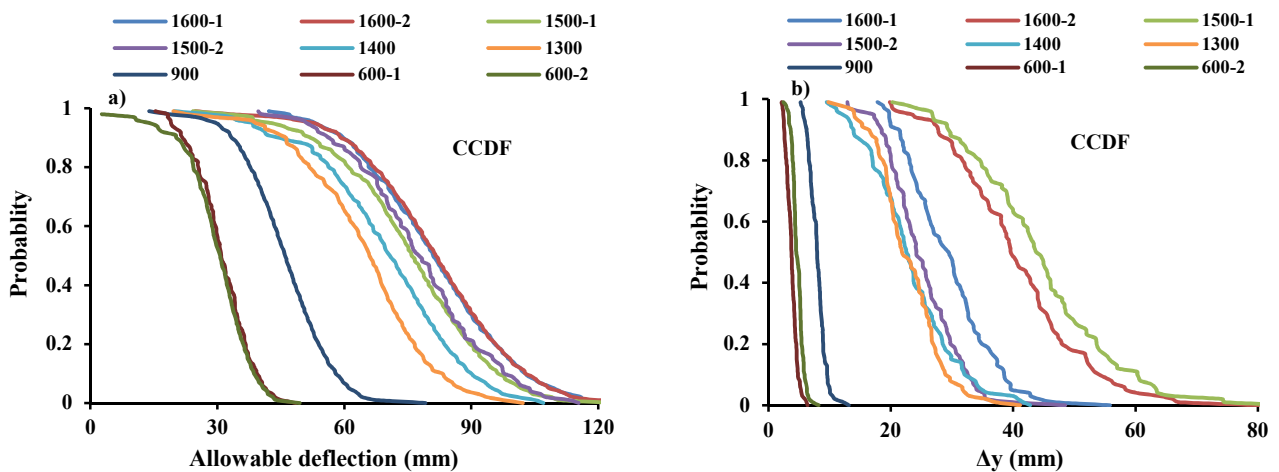 1600-1 1600-2 1500-1
1500-2 1400 1300
900 600-1 600-2
a)
CCDF
1
0.8
0.6
0.4
0.2
0
0 30 60 90 120
Probablity
Allowable deflection (mm)
1600-1 1600-2 1500-1
1500-2 1400 1300
900 600-1 600-2
b)
CCDF
1
0.8
0.6
0.4
0.2
0
0 20 40 60 80
Probablity
Δy (mm)